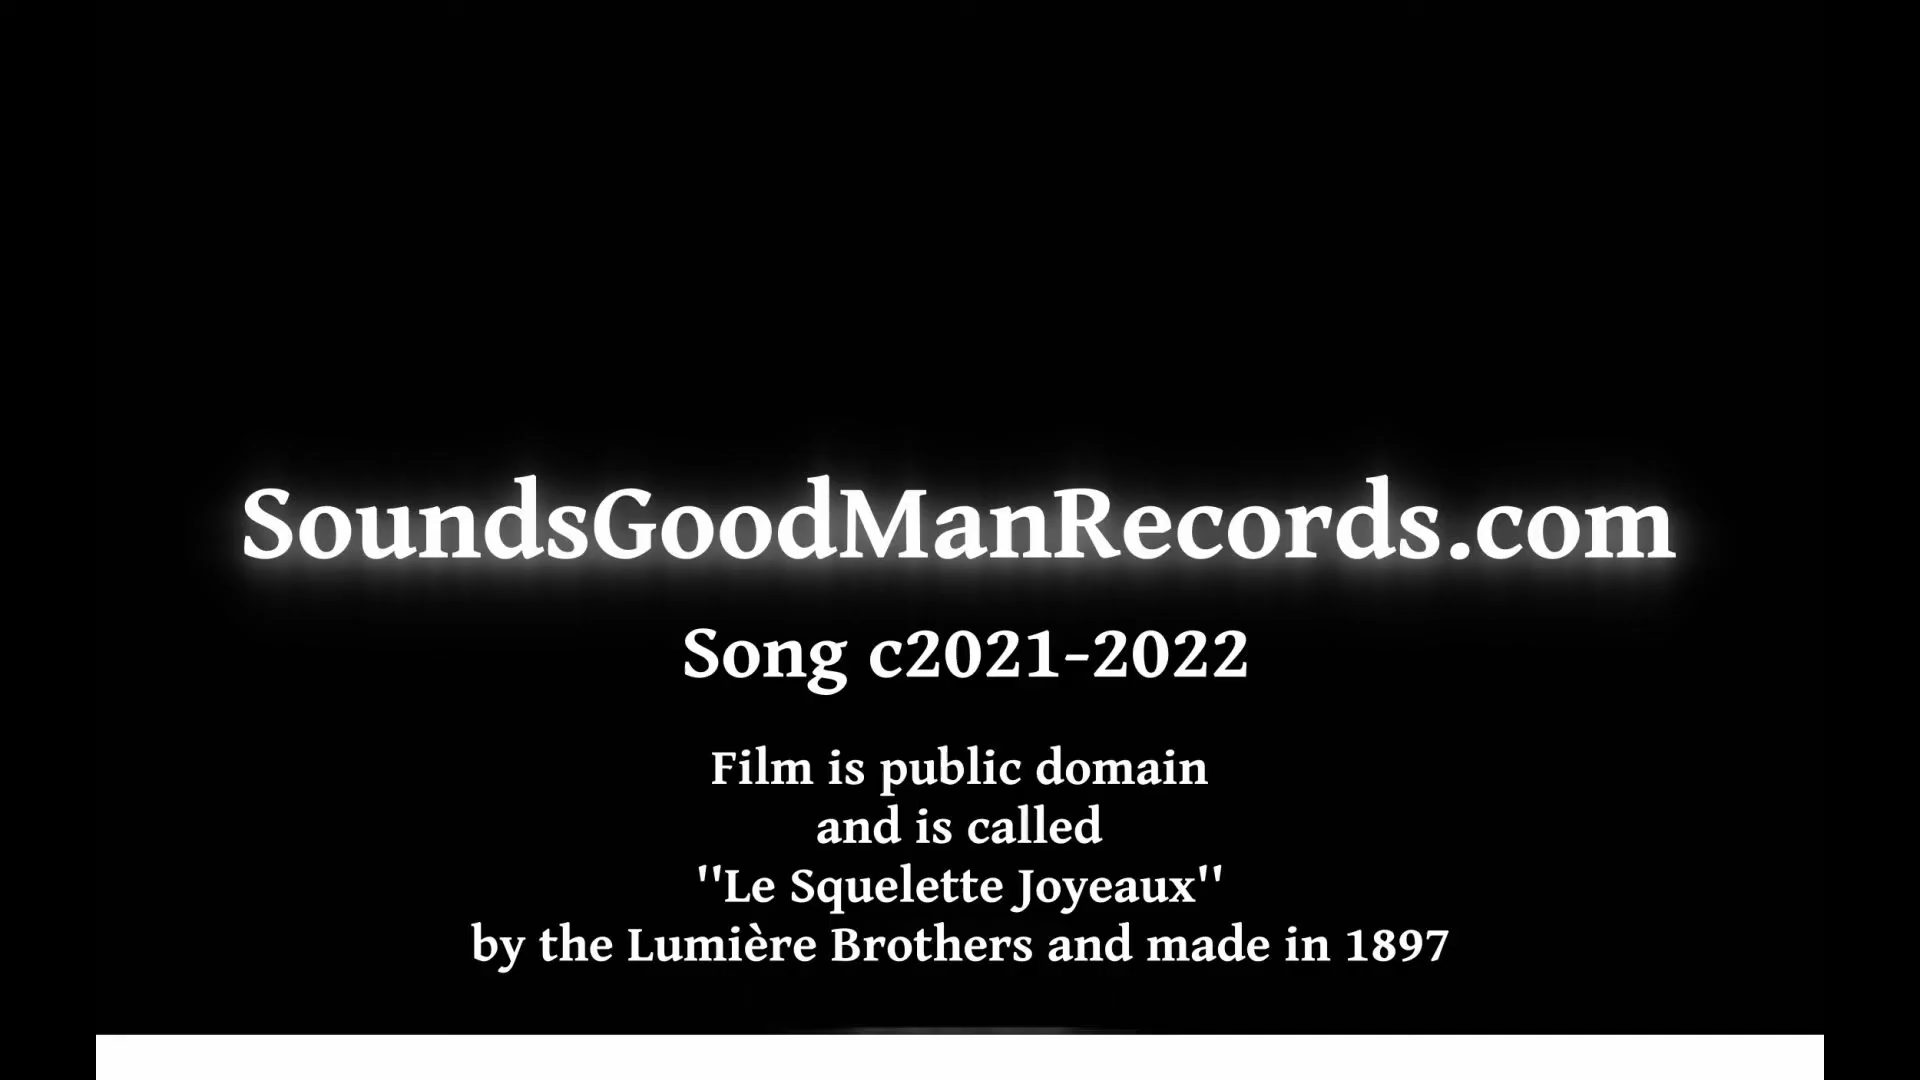 SoundsGoodManRecords.com
Song c2021-2022
Film is public domain
and is called
"Le Squelette Joyeaux"
by the Lumière Brothers and made in 1897